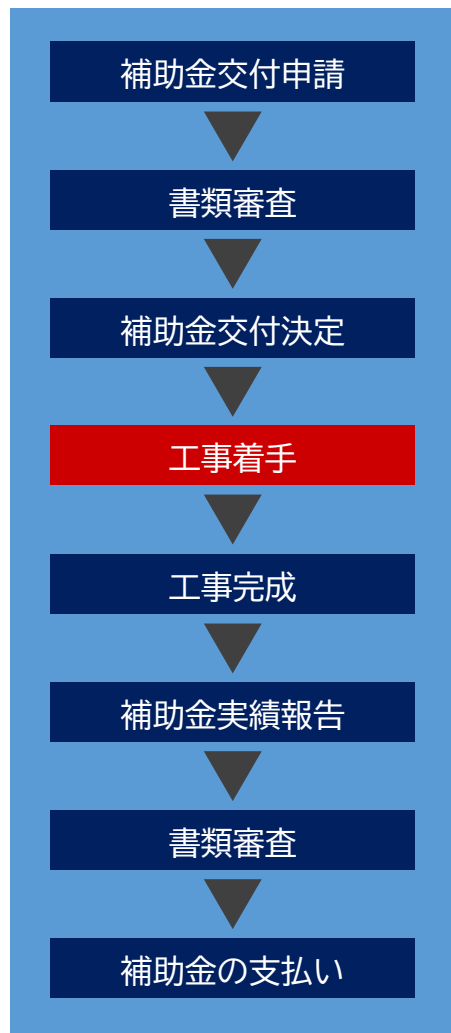 補助金交付申請
書類審査
補助金交付決定
工事着手
工事完成
補助金実績報告
書類審査
補助金の支払い